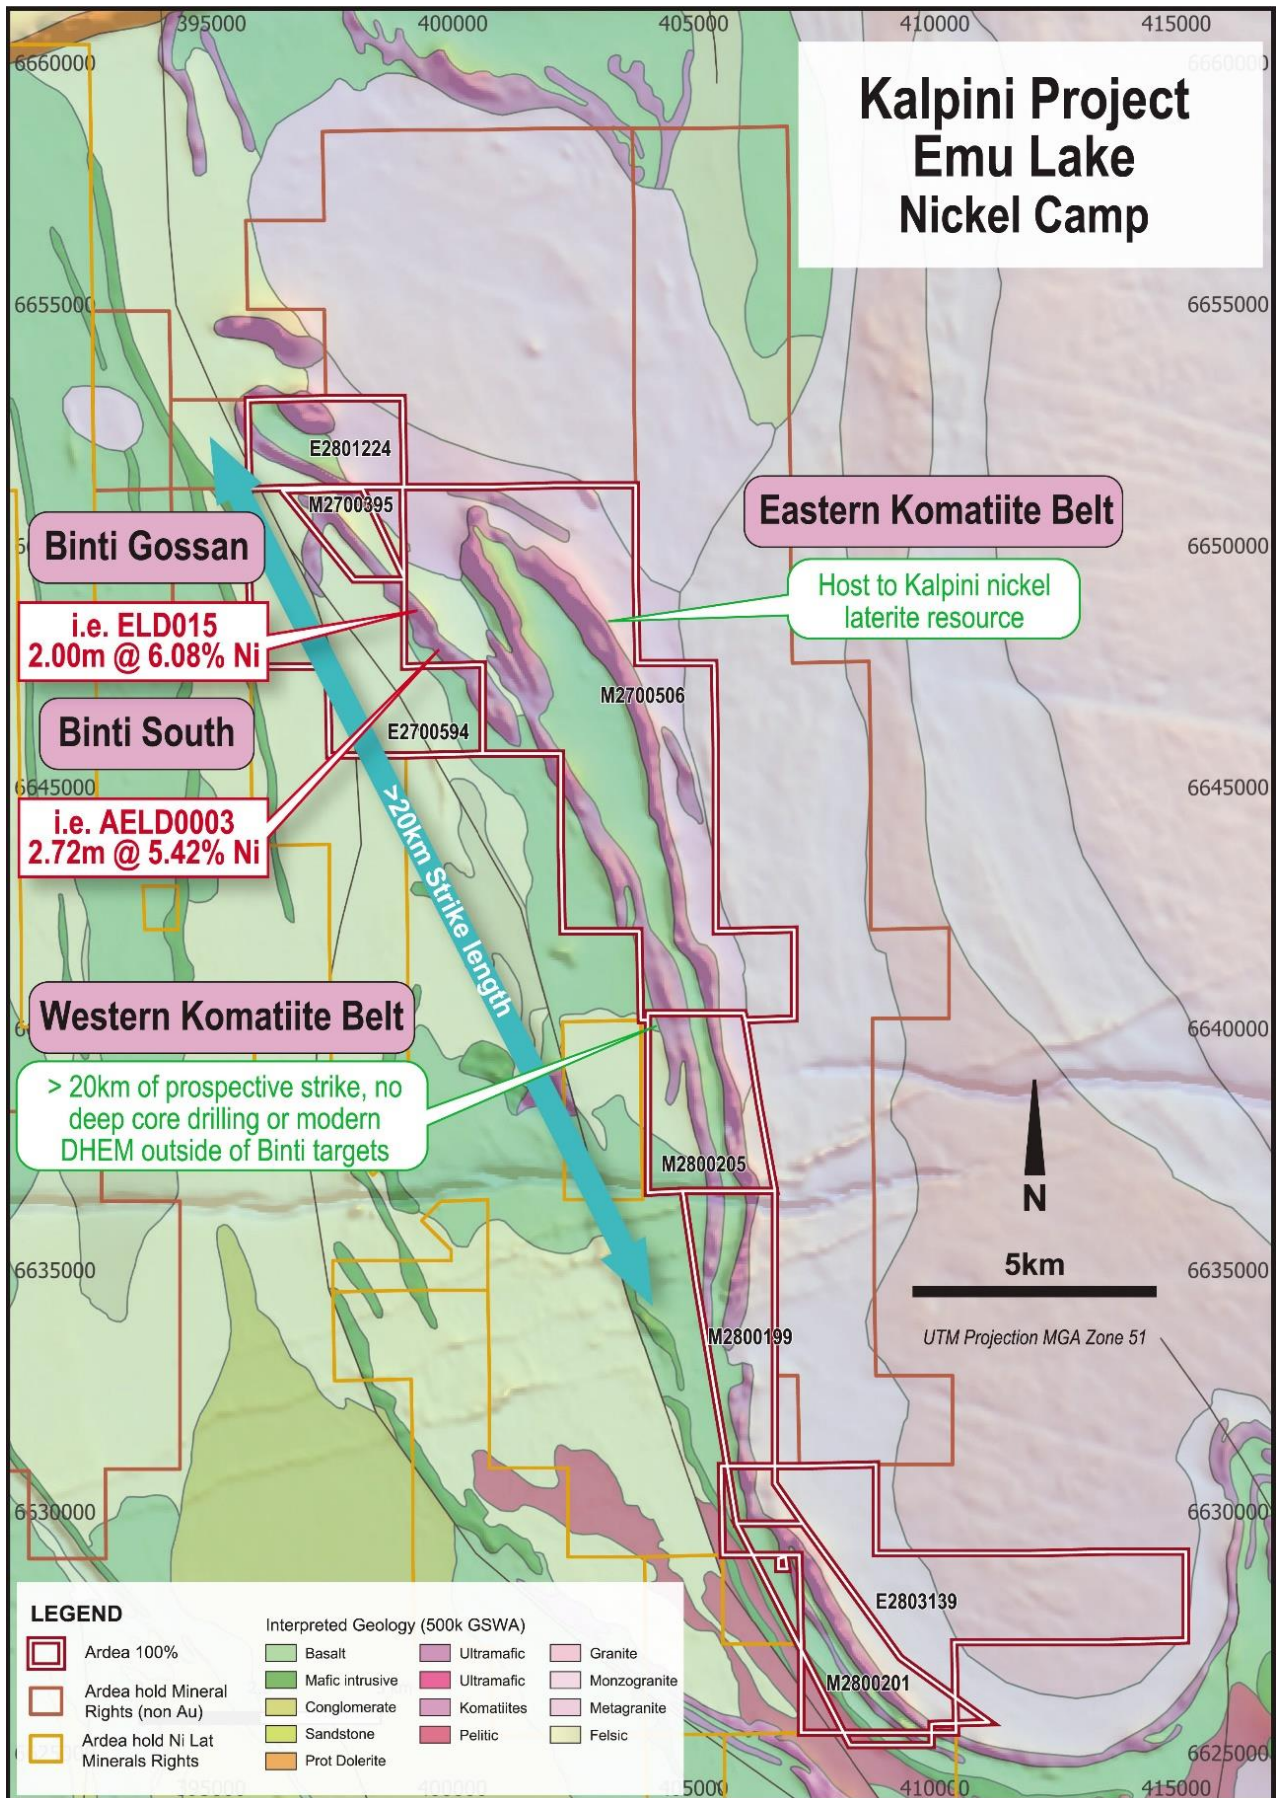 395000 400000 405000 410000 415000
6660000 6660000
Kalpini Project
Emu Lake
Nickel Camp
6655000 6655000
E2801224
M2700395
Binti Gossan
Eastern Komatiite Belt
6650000
Host to Kalpini nickel
laterite resource
i.e. ELD015
2.00m @ 6.08% Ni
M2700506
Binti South
E2700594
6645000 6645000
i.e. AELD0003
2.72m @ 5.42% Ni
>20km Strike length
Western Komatiite Belt
6640000
> 20km of prospective strike, no
deep core drilling or modern
DHEM outside of Binti targets
M2800205
N
6635000 6635000
5km
M2800199
UTM Projection MGA Zone 51
6630000 6630000
E2803139
M2800201
LEGEND
Ardea 100%
Ardea hold Mineral
Rights (non Au)
Ardea hold Ni Lat
Minerals Rights
Interpreted Geology (500k GSWA)
Basalt
Mafic intrusive
Conglomerate
Sandstone
Prot Dolerite
Ultramafic
Ultramafic
Komatiites
Pelitic
Granite
Monzogranite
Metagranite
Felsic
6625000
395000 400000 405000 410000 415000